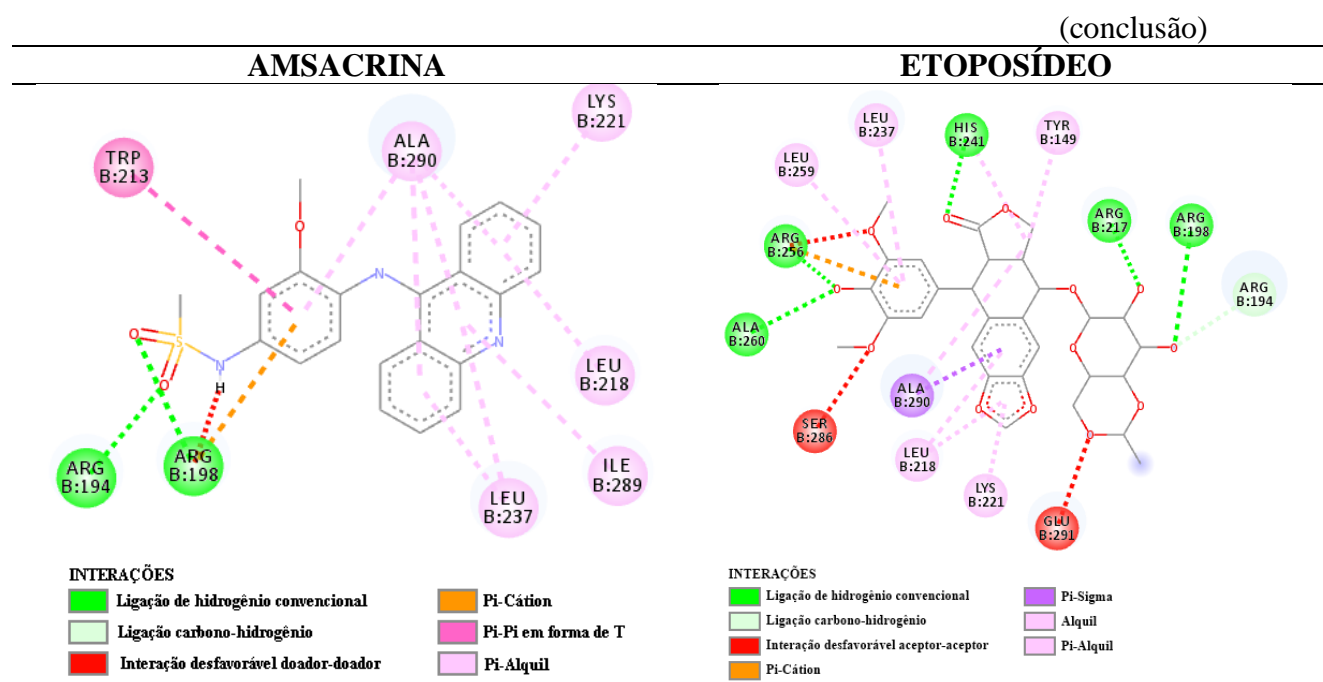 (conclusão)
AMSACRINA
TRP
B:213
ALA
B:290
LYS
B:221
N
N
O
O
S
O
N
H
LEU
B:218
ARG
B:194
ARG
B:198
LEU
B:237
ILE
B:289
INTERAÇÕES
Ligação de hidrogênio convencional
Ligação carbono-hidrogênio
Interação desfavorável doador-doador
Pi-Cátion
Pi-Pi em forma de T
Pi-Alquil
ETOPOSÍDEO
LEU
B:237
HIS
B:241
TYR
B:149
LEU
B:259
ARG
B:256
ARG
B:217
ARG
B:198
ARG
B:194
ALA
B:260
O
O
O
O
O
O
O
O
O
O
O
O
O
ALA
B:290
SER
B:286
LEU
B:218
LYS
B:221
GLU
B:291
INTERAÇÕES
Ligação de hidrogênio convencional
Ligação carbono-hidrogênio
Interação desfavorável aceptor-aceptor
Pi-Cátion
Pi-Sigma
Alquil
Pi-Alquil